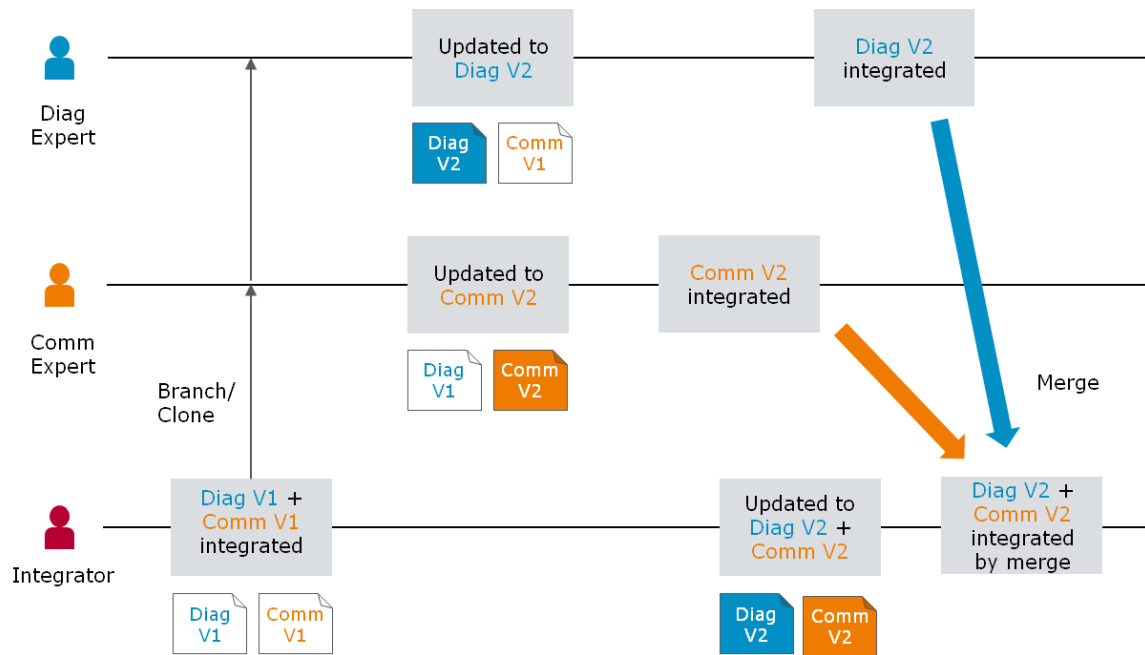 Diag
Expert
Updated to
Diag V2
Diag V2
integrated
Diag
V2
Comm
V1
Comm
Expert
Updated to
Comm V2
Comm V2
integrated
Diag
V1
Comm
V2
Branch/
Clone
Merge
Integrator
Diag V1 +
Comm V1
integrated
Updated to
Diag V2 +
Comm V2
Diag V2 +
Comm V2
integrated
by merge
Diag
V1
Comm
V1
Diag
V2
Comm
V2